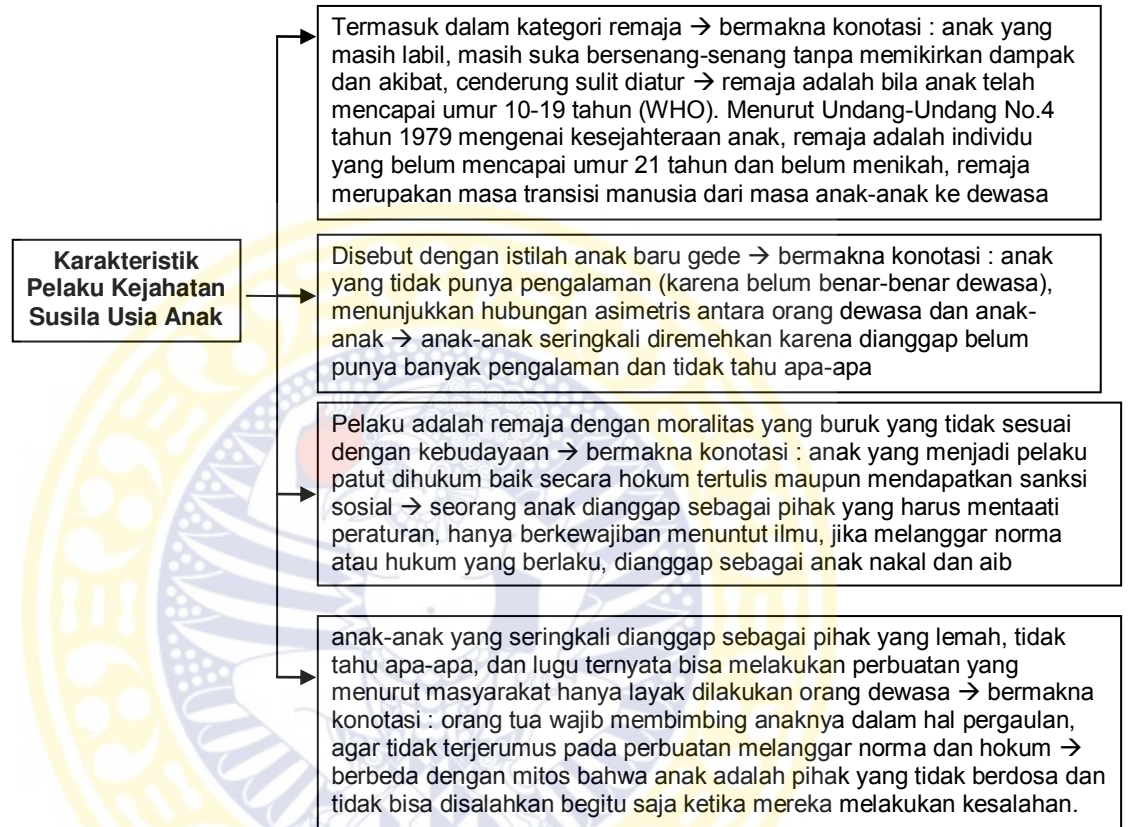 Termasuk dalam kategori remaja → bermakna konotasi : anak yang
masih labil, masih suka bersenang-senang tanpa memikirkan dampak
dan akibat, cenderung sulit diatur → remaja adalah bila anak telah
mencapai umur 10-19 tahun (WHO). Menurut Undang-Undang No.4
tahun 1979 mengenai kesejahteraan anak, remaja adalah individu
yang belum mencapai umur 21 tahun dan belum menikah, remaja
merupakan masa transisi manusia dari masa anak-anak ke dewasa
Karakteristik
Pelaku Kejahatan
Susila Usia Anak
Disebut dengan istilah anak baru gede → bermakna konotasi : anak
yang tidak punya pengalaman (karena belum benar-benar dewasa),
menunjukkan hubungan asimetris antara orang dewasa dan anak-
anak → anak-anak seringkali diremehkan karena dianggap belum
punya banyak pengalaman dan tidak tahu apa-apa
Pelaku adalah remaja dengan moralitas yang buruk yang tidak sesuai
dengan kebudayaan → bermakna konotasi : anak yang menjadi pelaku
patut dihukum baik secara hokum tertulis maupun mendapatkan sanksi
sosial → seorang anak dianggap sebagai pihak yang harus mentaati
peraturan, hanya berkewajiban menuntut ilmu, jika melanggar norma
atau hukum yang berlaku, dianggap sebagai anak nakal dan aib
anak-anak yang seringkali dianggap sebagai pihak yang lemah, tidak
tahu apa-apa, dan lugu ternyata bisa melakukan perbuatan yang
menurut masyarakat hanya layak dilakukan orang dewasa → bermakna
konotasi : orang tua wajib membimbing anaknya dalam hal pergaulan,
agar tidak terjerumus pada perbuatan melanggar norma dan hokum →
berbeda dengan mitos bahwa anak adalah pihak yang tidak berdosa dan
tidak bisa disalahkan begitu saja ketika mereka melakukan kesalahan.